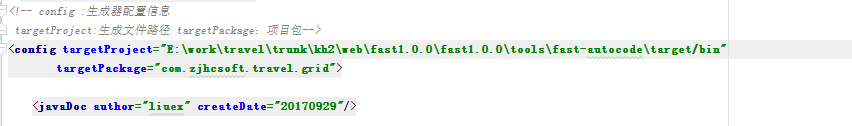 <!-- config :生成器配置信息
targetProject:生成文件路径 targetPackage: 项目包-->
<config targetProject="E:\work\travel\trunk\kh2\web\fast1.0.0\fast1.0.0\tools\fast-autocode\target/bin"
targetPackage="com.zjhcsoft.travel.grid">
<javaDoc author="liuex" createDate="20170929"/>